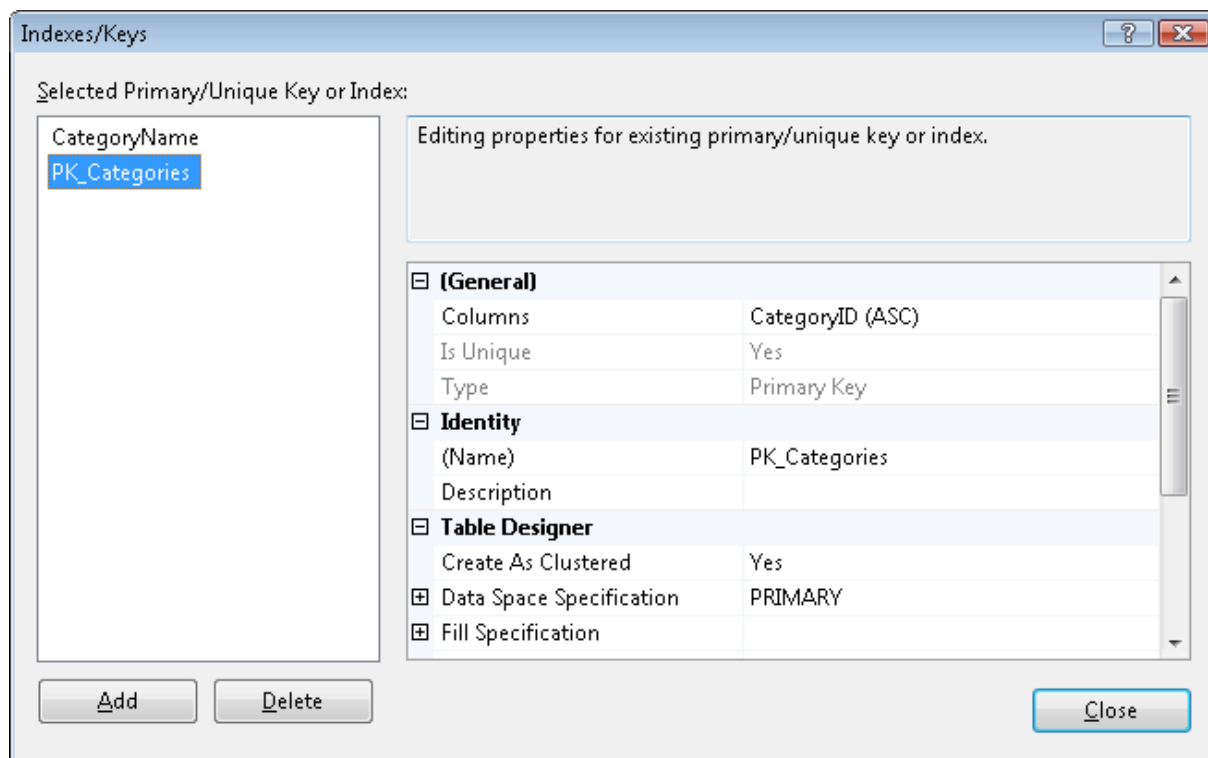 Indexes/Keys
Selected Primary/Unique Key or Index:
CategoryName
PK_Categories
Editing properties for existing primary/unique key or index.
(General)
Columns CategoryID (ASC)
Is Unique Yes
Type Primary Key
Identity
(Name) PK_Categories
Description
Table Designer
Create As Clustered Yes
Data Space Specification PRIMARY
Fill Specification
Add Delete
Close